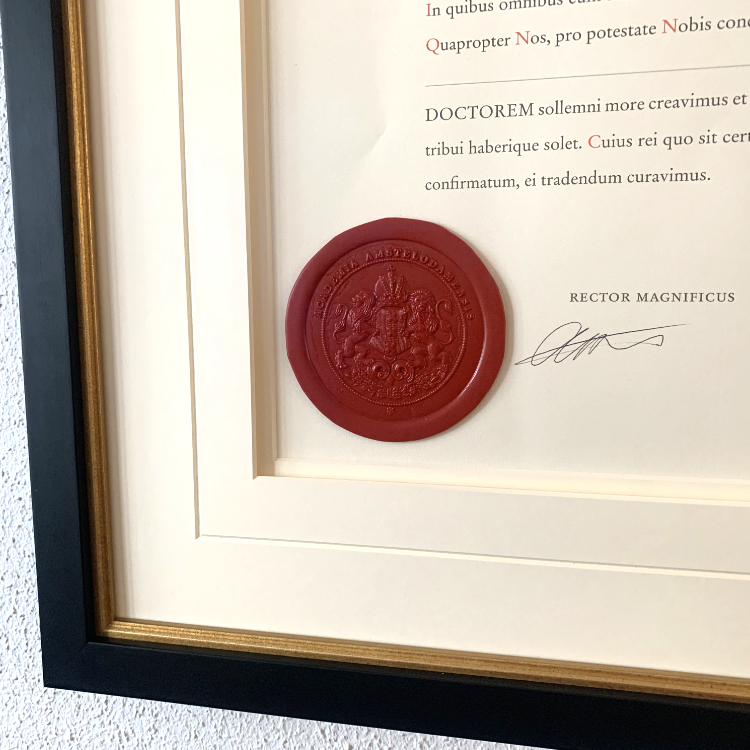 In quibus omnibus
Quapropter Nos, pro potestate Nobis
DOCTOREM sollemni more creavimus et
tribui haberique solet. Cuius rei quo sit
confirmatum, ei tradendum curavimus.
RECTOR MAGNIFICUS
ACADEMIA AMSTELODAMENSIS